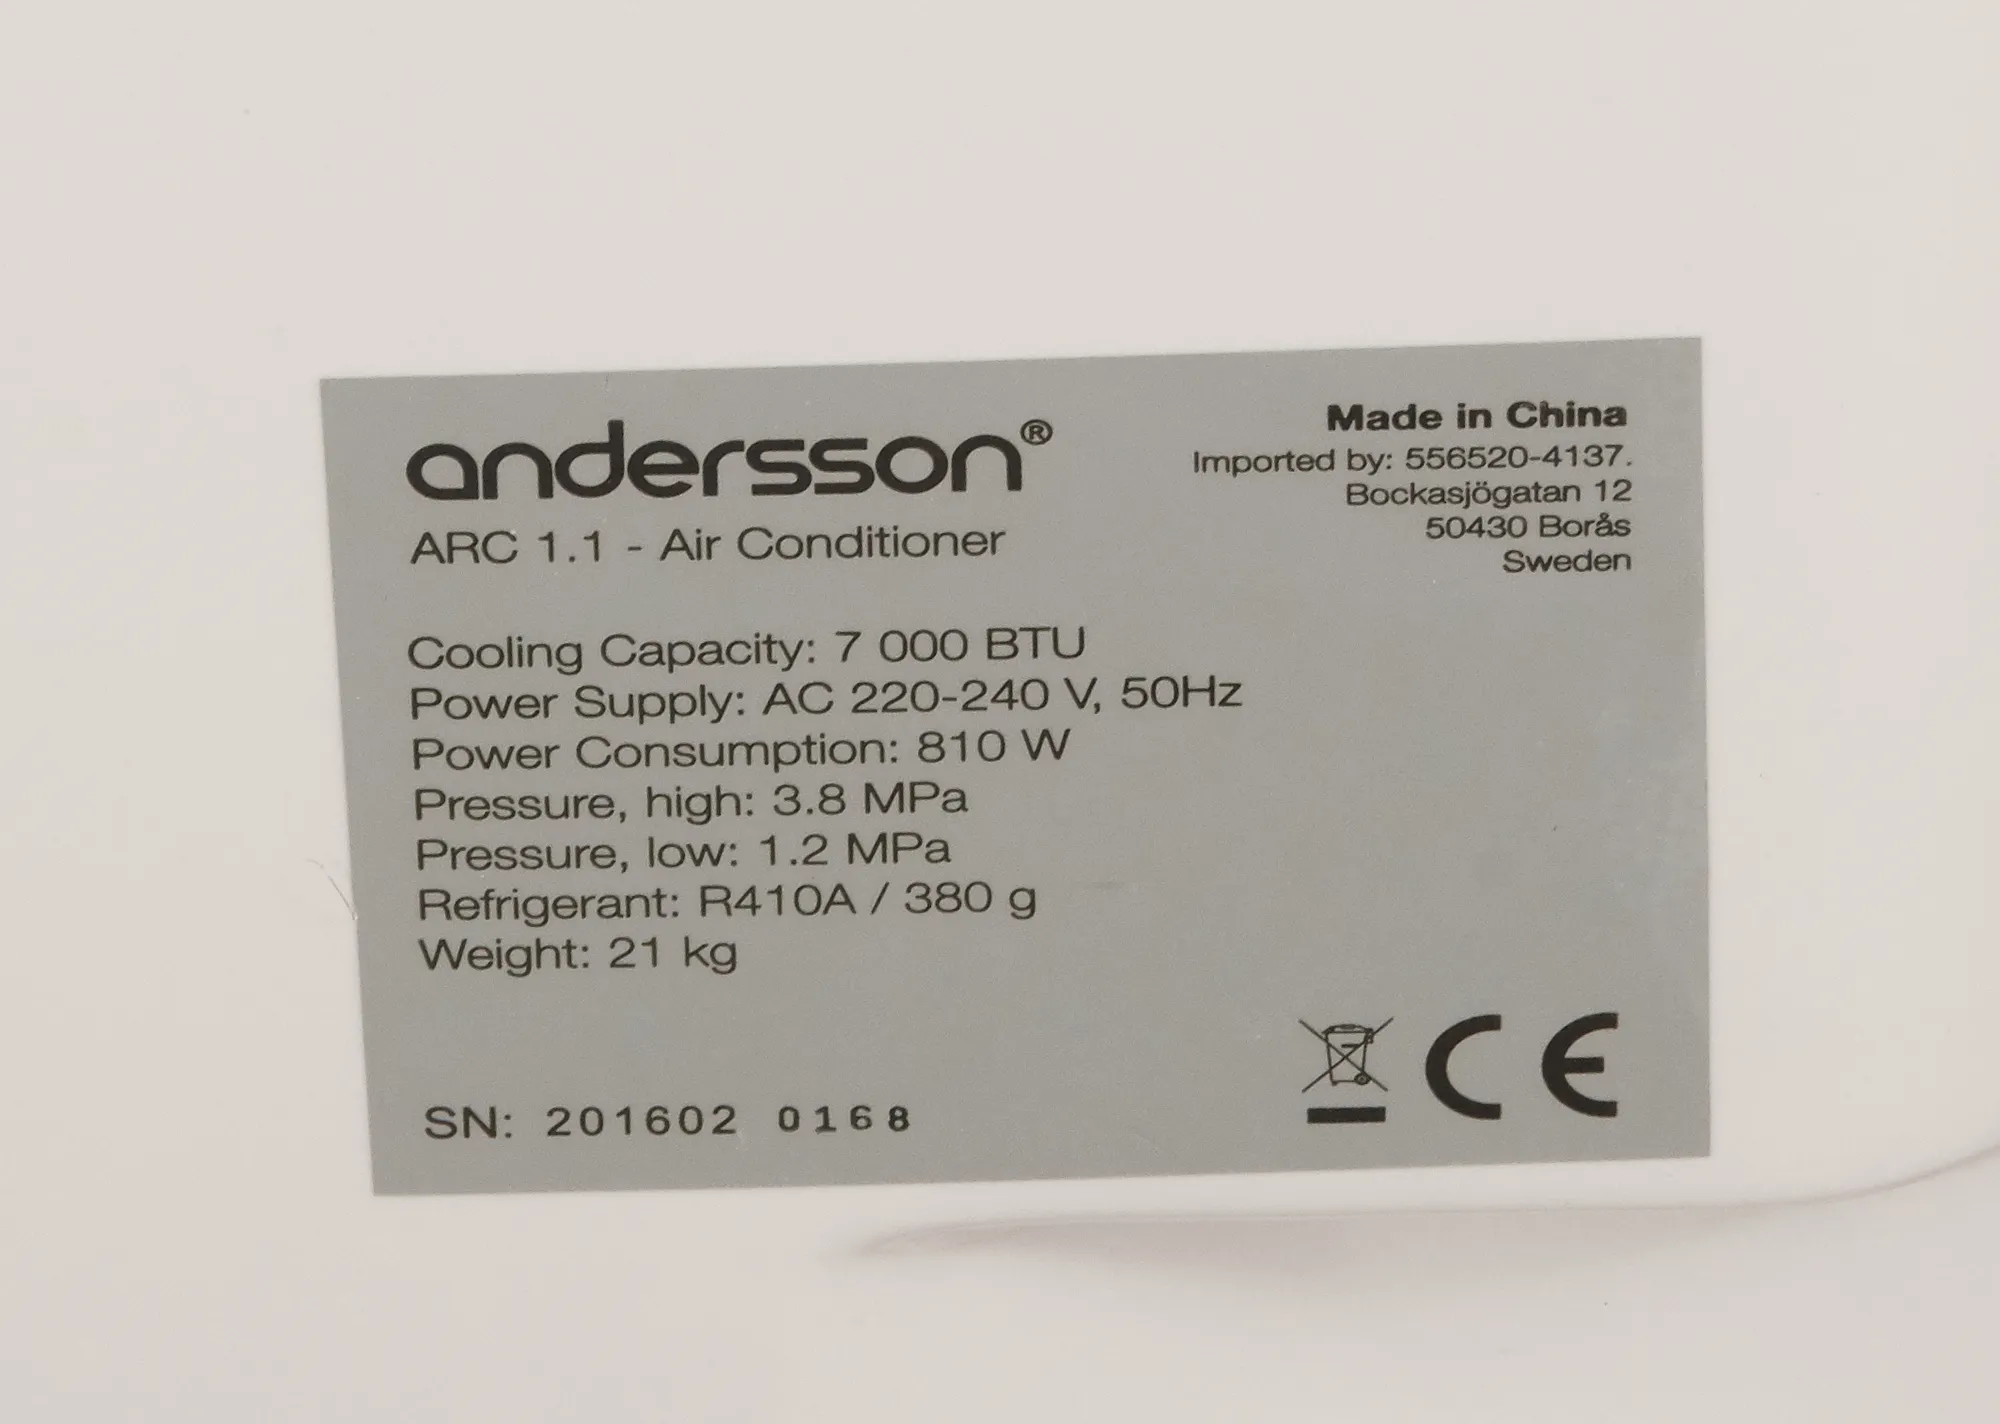 andersson®
ARC 1.1 - Air Conditioner
Made in China
Imported by: 556520-4137.
Bockasjögatan 12
50430 Borås
Sweden
Cooling Capacity: 7 000 BTU
Power Supply: AC 220-240 V, 50Hz
Power Consumption: 810 W
Pressure, high: 3.8 MPa
Pressure, low: 1.2 MPa
Refrigerant: R410A / 380 g
Weight: 21 kg
SN: 201602 0168
CE